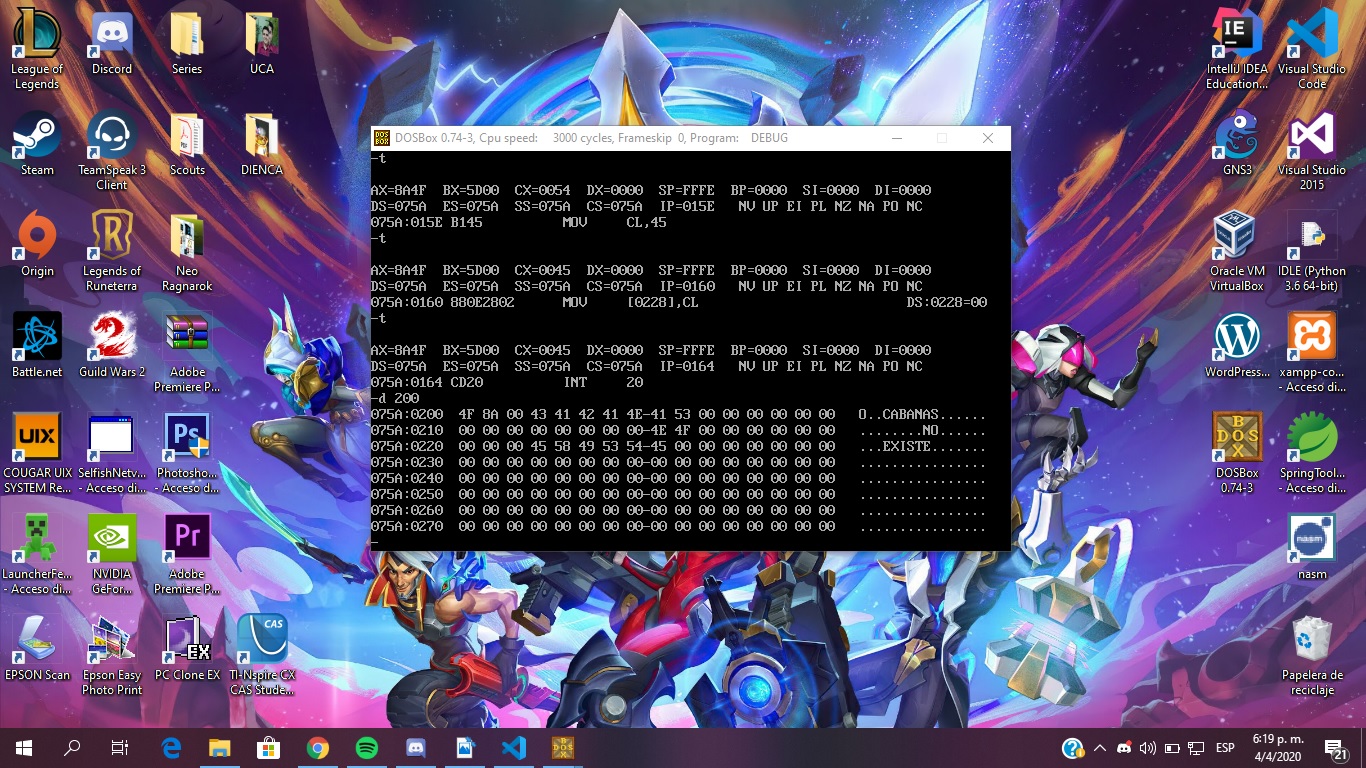 League of
Legends
Discord
Series
UCA
Steam
TeamSpeak 3
Client
Scouts
DIENCA
Origin
Legends of
Runeterra
Neo
Ragnarok
Battle.net
Guild Wars 2
Adobe
Premiere P...
UIX
Ps
COUGAR UIX
SYSTEM Re...
SelfishNetv...
- Acceso di...
Photosho...
- Acceso di...
Pr
LauncherFe...
- Acceso di...
NVIDIA
GeFor...
Adobe
Premiere P...
EX
CAS
EPSON Scan
Epson Easy
Photo Print
PC Clone EX
TI-Nspire CX
CAS Stude...
DOSBox 0.74-3, Cpu speed: 3000 cycles, Frameskip 0, Program: DEBUG
-t
AX=8A4F BX=5D00 CX=0054 DX=0000 SP=FFFE BP=0000 SI=0000 DI=0000
DS=075A ES=075A SS=075A CS=075A IP=015E NV UP EI PL NZ NA PO NC
075A:015E B145 MOV CL,45
-t
AX=8A4F BX=5D00 CX=0045 DX=0000 SP=FFFE BP=0000 SI=0000 DI=0000
DS=075A ES=075A SS=075A CS=075A IP=0160 NV UP EI PL NZ NA PO NC
075A:0160 880E2802 MOV [0228],CL DS:0228=00
-t
AX=8A4F BX=5D00 CX=0045 DX=0000 SP=FFFE BP=0000 SI=0000 DI=0000
DS=075A ES=075A SS=075A CS=075A IP=0164 NV UP EI PL NZ NA PO NC
075A:0164 CD20 INT 20
-d 200
075A:0200 4F 8A 00 43 41 42 41 4E-41 53 00 00 00 00 00 00 O..CABANAS......
075A:0210 00 00 00 00 00 00 00 00-4E 4F 00 00 00 00 00 00 ........NO......
075A:0220 00 00 00 45 58 49 53 54-45 00 00 00 00 00 00 00 ...EXISTE.......
075A:0230 00 00 00 00 00 00 00 00-00 00 00 00 00 00 00 00 ................
075A:0240 00 00 00 00 00 00 00 00-00 00 00 00 00 00 00 00 ................
075A:0250 00 00 00 00 00 00 00 00-00 00 00 00 00 00 00 00 ................
075A:0260 00 00 00 00 00 00 00 00-00 00 00 00 00 00 00 00 ................
075A:0270 00 00 00 00 00 00 00 00-00 00 00 00 00 00 00 00 ................
-
IE
IntelliJ IDEA
Education...
Visual Studio
Code
GNS3
Visual Studio
2015
Oracle VM
VirtualBox
IDLE (Python
3.6 64-bit)
WordPress...
xampp-co...
- Acceso di...
DOS
BOX
DOSBox
0.74-3
SpringTool...
- Acceso di...
nasm
nasm
Papelera de
reciclaje
ESP
6:19 p. m.
4/4/2020
21